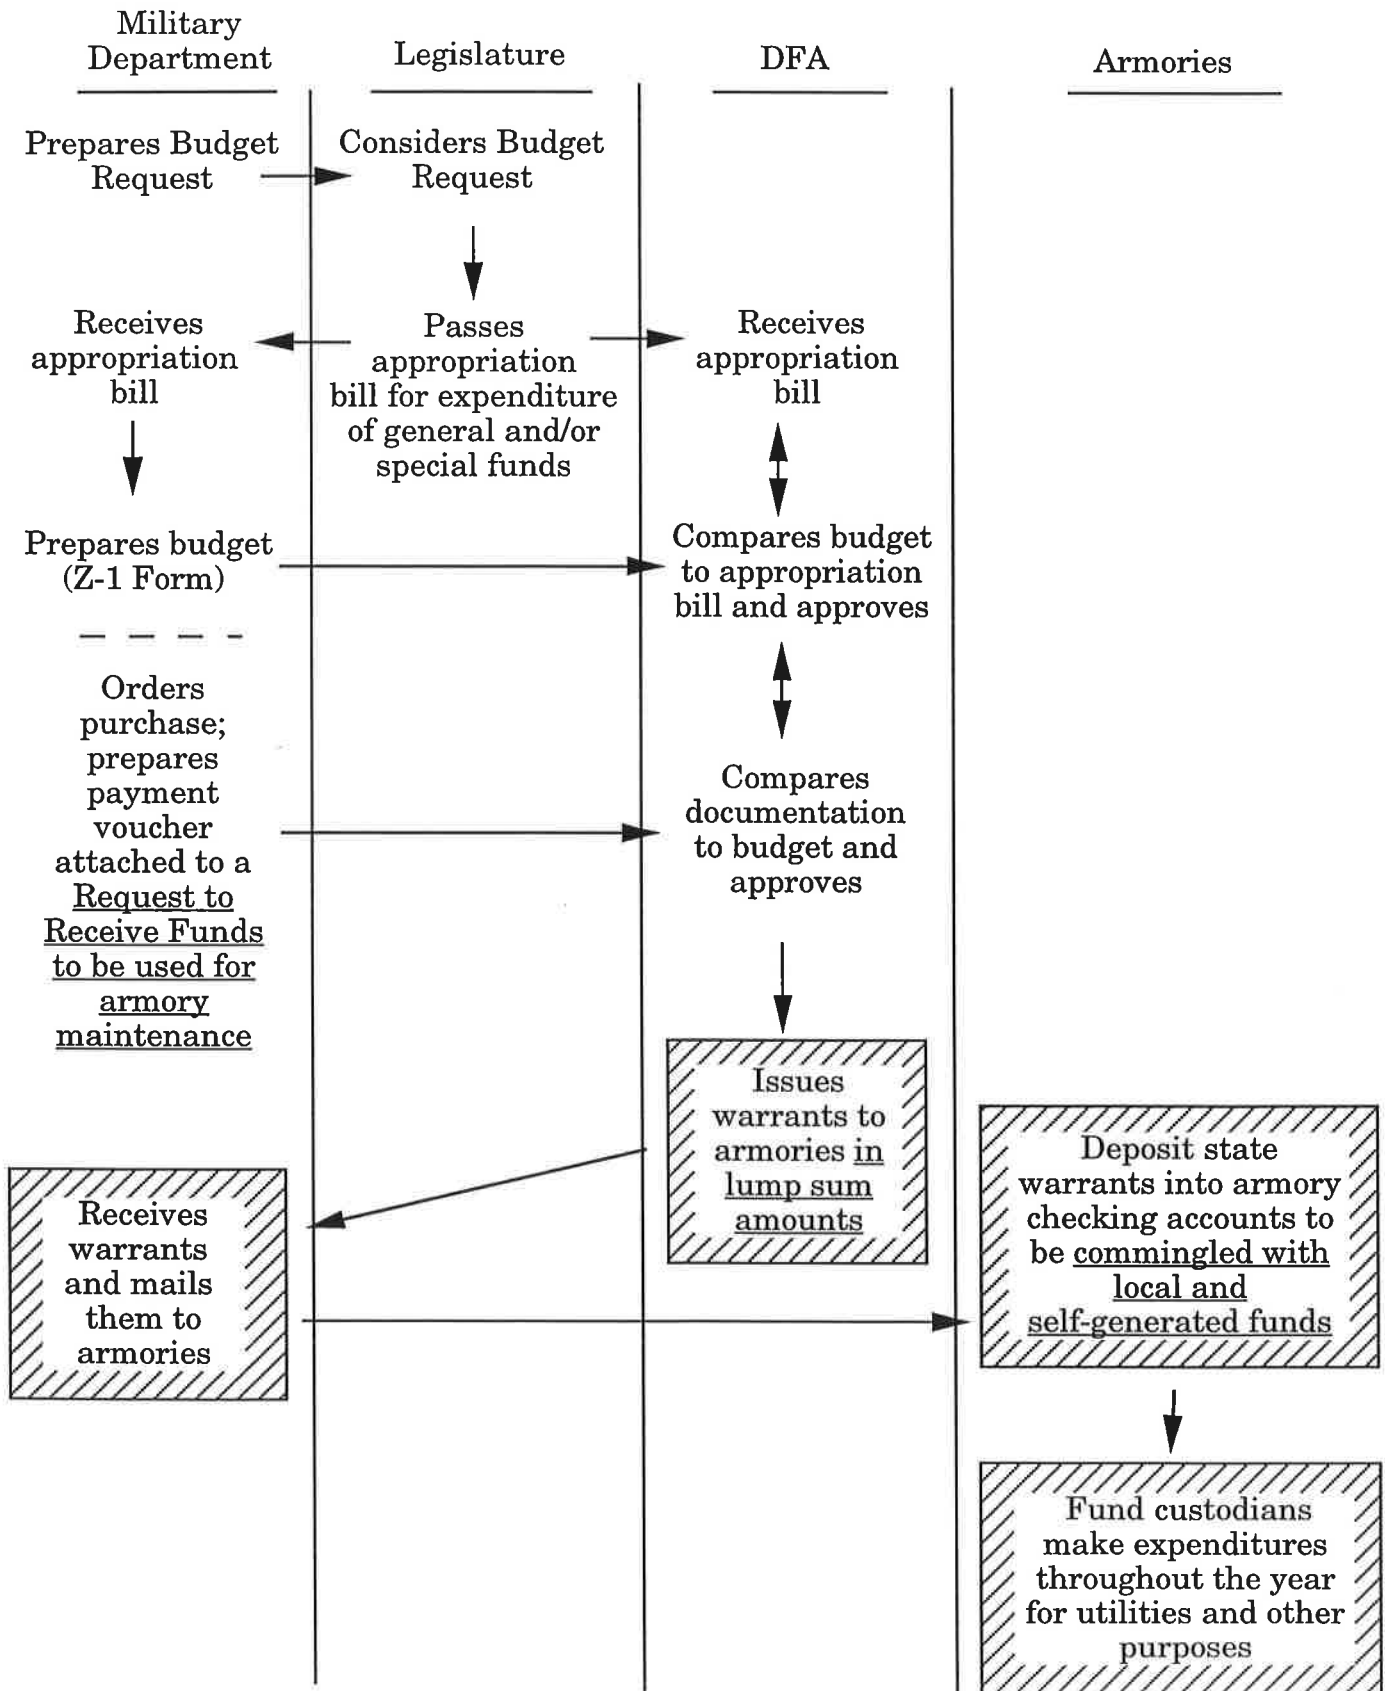 Military
Department
Legislature
DFA
Armories
Prepares Budget
Request
Considers Budget
Request
Receives
appropriation
bill
Passes
appropriation
bill for expenditure
of general and/or
special funds
Receives
appropriation
bill
Prepares budget
(Z-1 Form)
Compares budget
to appropriation
bill and approves
Orders
purchase;
prepares
payment
voucher
attached to a
Request to
Receive Funds
to be used for
armory
maintenance
Compares
documentation
to budget and
approves
Issues
warrants to
armories in
lump sum
amounts
Receives
warrants
and mails
them to
armories
Deposit state
warrants into armory
checking accounts to
be commingled with
local and
self-generated funds
Fund custodians
make expenditures
throughout the year
for utilities and other
purposes